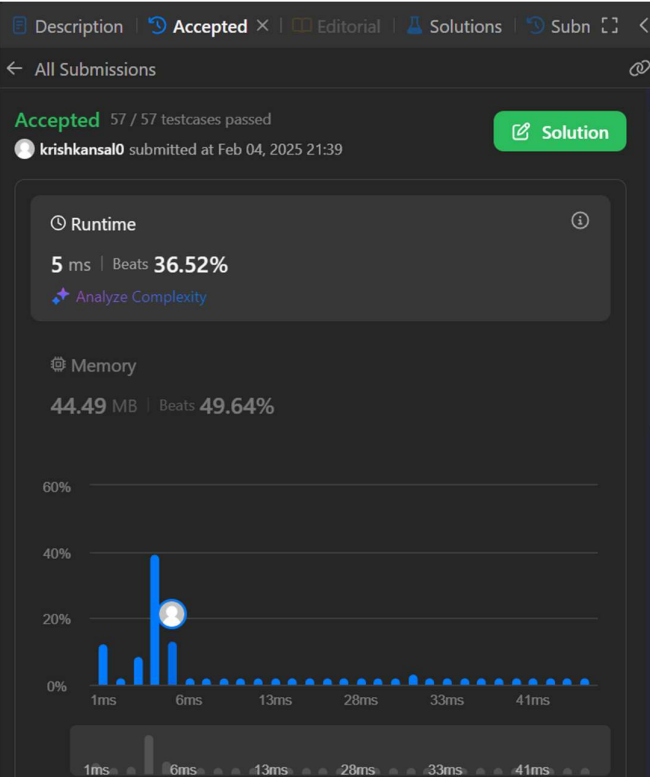 Description Accepted Editorial Solutions Subn
All Submissions
Accepted 57 / 57 testcases passed
Solution
krishkansal0 submitted at Feb 04, 2025 21:39
Runtime
5 ms Beats 36.52%
Analyze Complexity
Memory
44.49 MB Beats 49.64%
60%
40%
20%
0%
1ms 6ms 13ms 28ms 33ms 41ms
1ms 6ms 13ms 28ms 33ms 41ms